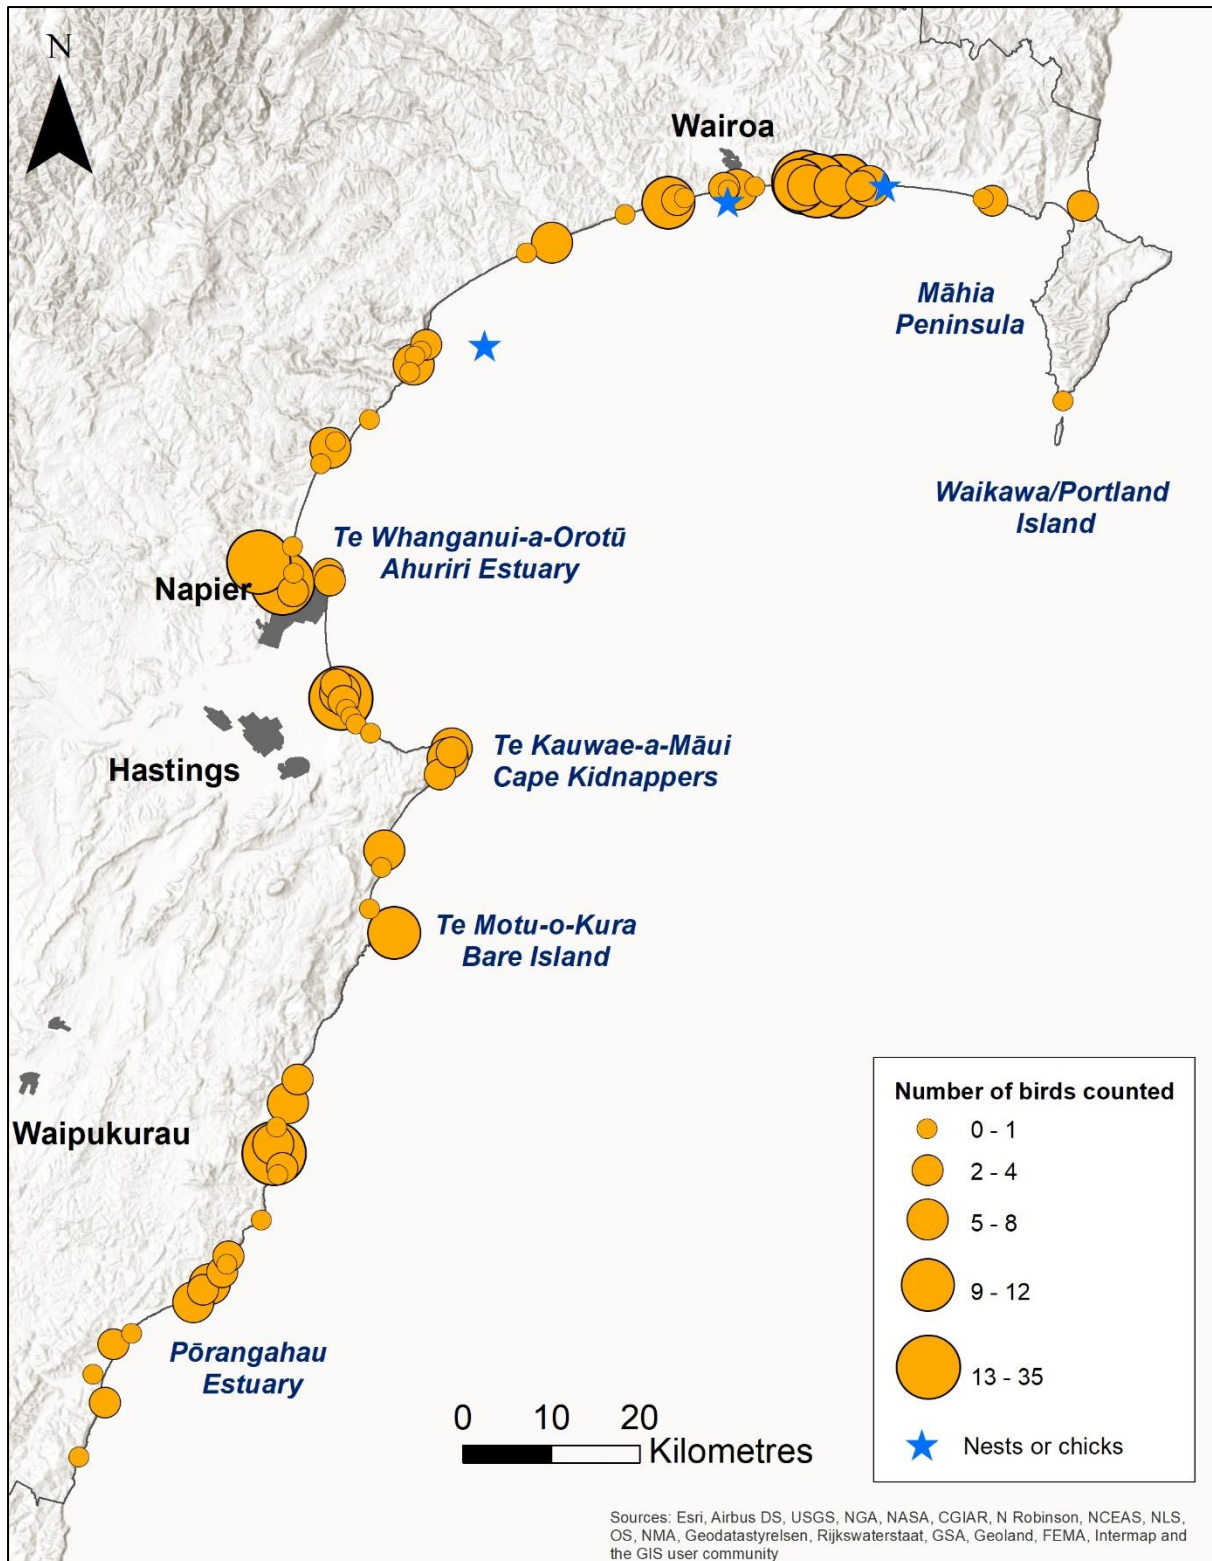 N
Wairoa
Māhia
Peninsula
Waikawa/Portland
Island
Te Whanganui-a-Orotū
Ahuriri Estuary
Napier
Te Kauwae-a-Māui
Cape Kidnappers
Hastings
Te Motu-o-Kura
Bare Island
Waipukurau
Pōrangahau
Estuary
Number of birds counted
0 - 1
2 - 4
5 - 8
9 - 12
13 - 35
Nests or chicks
0 10 20
Kilometres
Sources: Esri, Airbus DS, USGS, NGA, NASA, CGIAR, N Robinson, NCEAS, NLS,
OS, NMA, Geodatastyrelsen, Rijkswaterstaat, GSA, Geoland, FEMA, Intermap and
the GIS user community